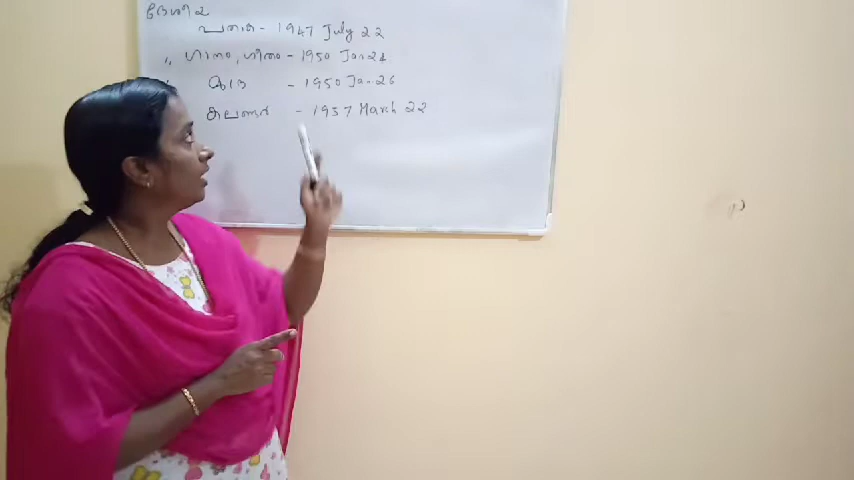 ദേശീയ
പതാക - 1947 July 22
" ഗാനം, ഗീതം - 1950 Jan 24
മുദ്ര - 1950 Jan 26
കലണ്ടർ - 1957 March 22